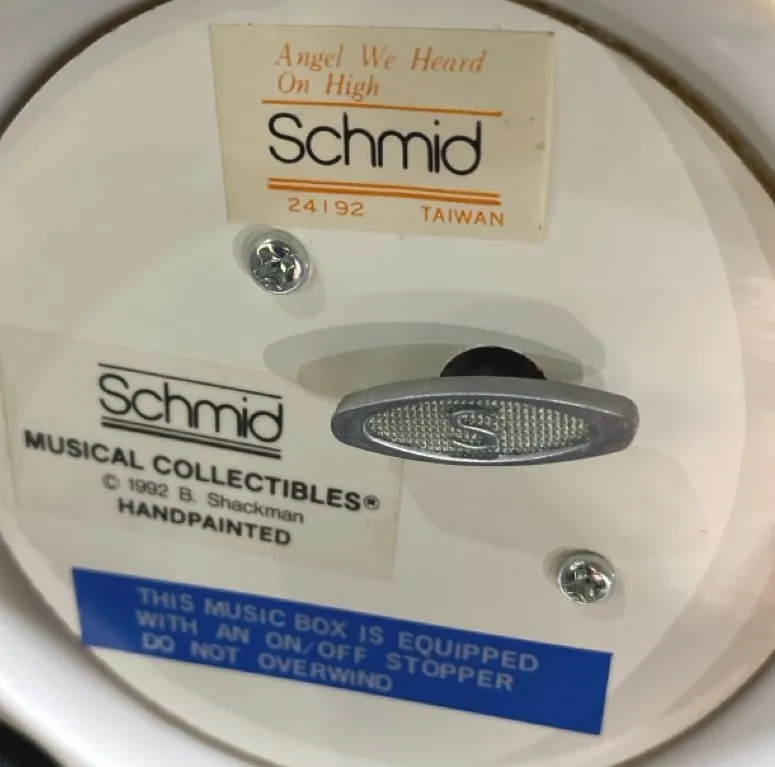 Angel We Heard
On High
Schmid
24192 TAIWAN
S
Schmid
MUSICAL COLLECTIBLES®
© 1992 B. Shackman
HANDPAINTED
THIS MUSIC BOX IS EQUIPPED
WITH AN ON/OFF STOPPER
DO NOT OVERWIND